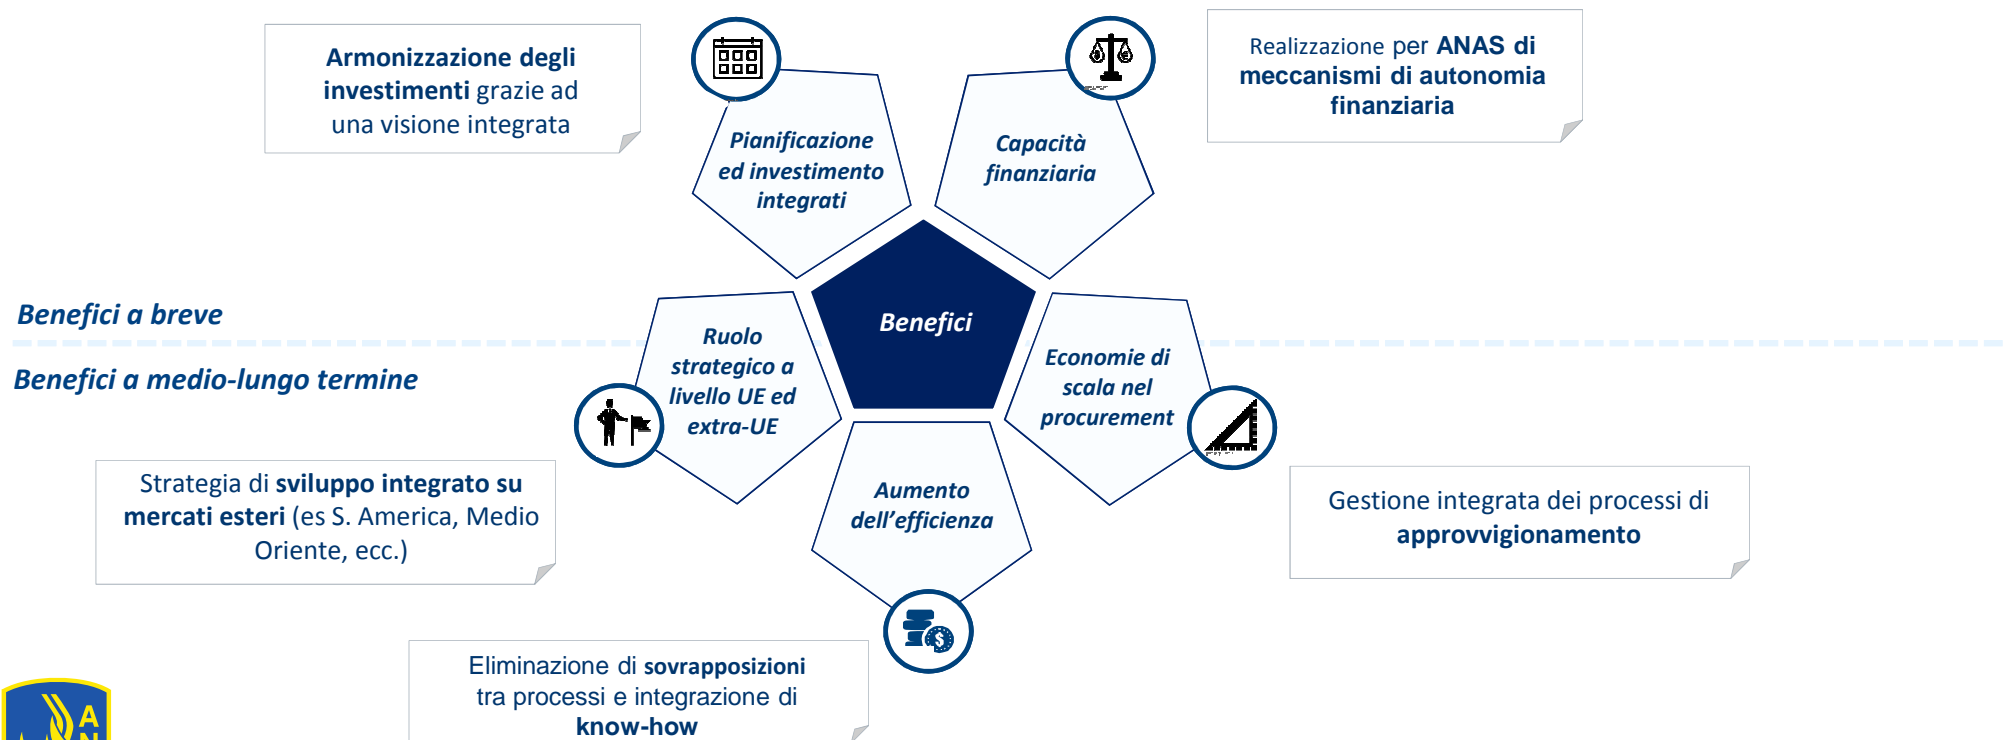 Armonizzazione degli
investimenti grazie ad
una visione integrata
Realizzazione per ANAS di
meccanismi di autonomia
finanziaria
Pianificazione
ed investimento
integrati
Capacità
finanziaria
Benefici a breve
Benefici a medio-lungo termine
Benefici
Ruolo
strategico a
livello UE ed
extra-UE
Economie di
scala nel
procurement
Aumento
dell’efficienza
Strategia di sviluppo integrato su
mercati esteri (es S. America, Medio
Oriente, ecc.)
Gestione integrata dei processi di
approvvigionamento
Eliminazione di sovrapposizioni
tra processi e integrazione di
know-how
A
N